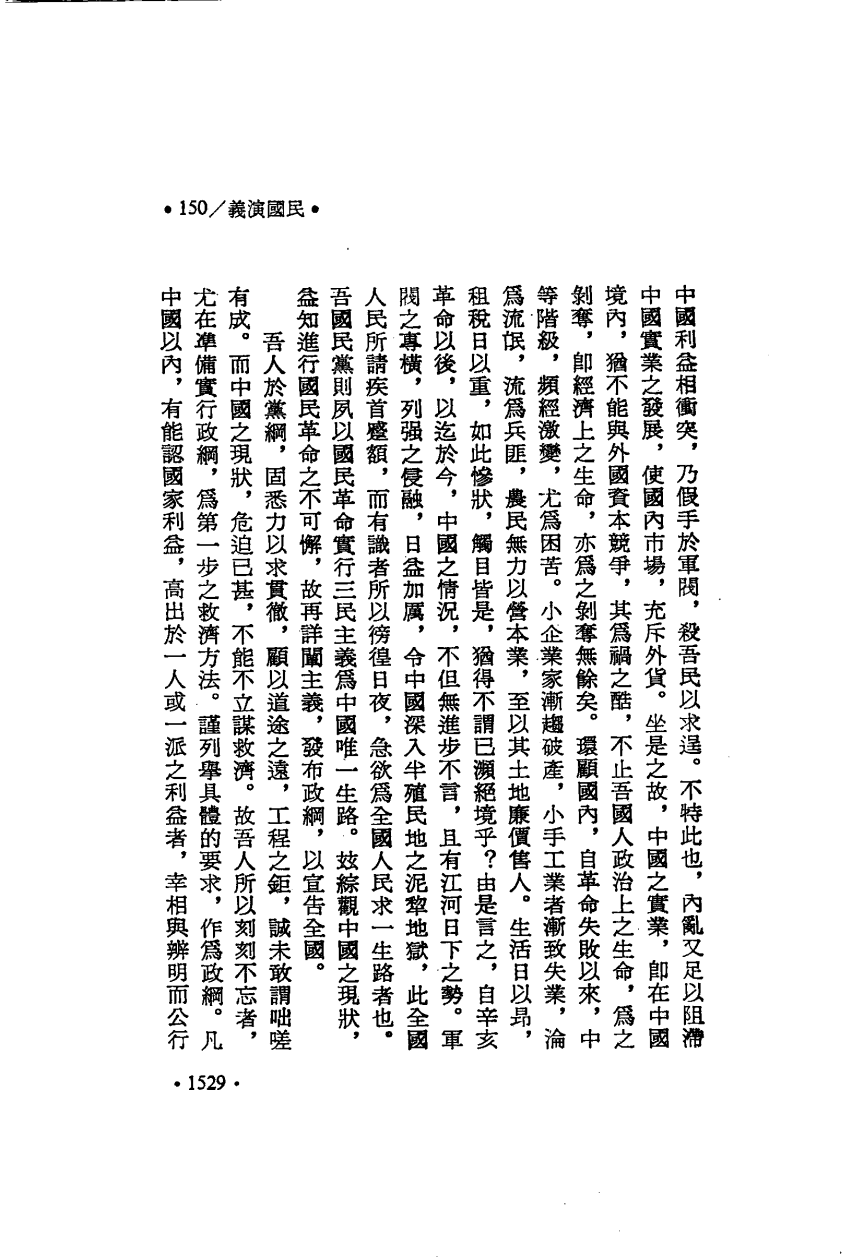 •150/義演國民•
中國利益相衝突，乃假手於軍閥，殺吾民以求逞。不特此也，內亂又足以阻滯
中國實業之發展，使國內市場，充斥外貨。坐是之故，中國之實業，卽在中國
境內，猶不能與外國資本競爭，其爲禍之酷，不止吾國人政治上之生命，爲之
剝奪，卽經濟上之生命，亦爲之剝奪無餘矣。環顧國內，自革命失敗以來，中
等階級，頻經激變，尤爲困苦。小企業家漸趨破產，小手工業者漸致失業，淪
爲流氓，流爲兵匪，農民無力以營本業，至以其土地廉價售人。生活日以昂，
租稅日以重，如此慘狀，觸目皆是，猶得不謂已瀕絕境乎？由是言之，自辛亥
革命以後，以迄於今，中國之情況，不但無進步不言，且有江河日下之勢。軍
閥之專橫，列强之侵融，日益加厲，令中國深入半殖民地之泥犂地獄，此全國
人民所請疾首蹙額，而有識者所以徬徨日夜，急欲爲全國人民求一生路者也。
吾國民黨則夙以國民革命實行三民主義爲中國唯一生路。玆綜觀中國之現狀，
益知進行國民革命之不可懈，故再詳闡主義，發布政綱，以宣告全國。
吾人於黨綱，固悉力以求貫徹，顧以道途之遠，工程之鉅，誠未敢謂咄嗟
有成。而中國之現狀，危迫已甚，不能不立謀救濟。故吾人所以刻刻不忘者，
尤在準備實行政綱，爲第一步之救濟方法。謹列擧具體的要求，作爲政綱。凡
中國以內，有能認國家利益，高出於一人或一派之利益者，幸相與辨明而公行
•1529•